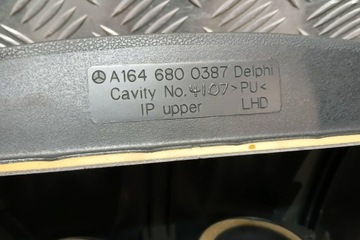 A164 680 0387 Delphi
Cavity No. 4107 >PU<
IP upper LHD